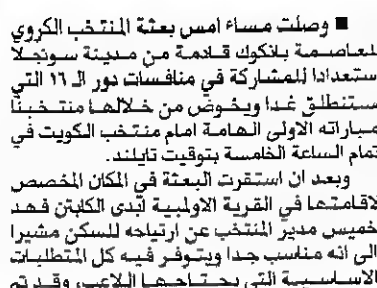 ■ وصلت مساء امس بعثة المنتخب الكروي
للعاصمة بانكوك قادمة من مدينة سونجلا
ستعدادا للمشاركة في منافسات دور الـ ١٦ التي
ستنطلق غدا ويخوض من خلالها منتخبنا
مباراته الاولى الهامة امام منتخب الكويت في
تمام الساعة الخامسة بتوقيت تايلند.
وبعد ان استقرت البعثة في المكان المخصص
لاقامتها في القرية الاولمبية ابدى الكابتن فهد
خميس مدير المنتخب عن ارتياحه للسكن مشيرا
الى انه مناسب جدا ويتوفر فيه كل المتطلبات
الاساسية التي يحتاجها اللاعب، وقد تم